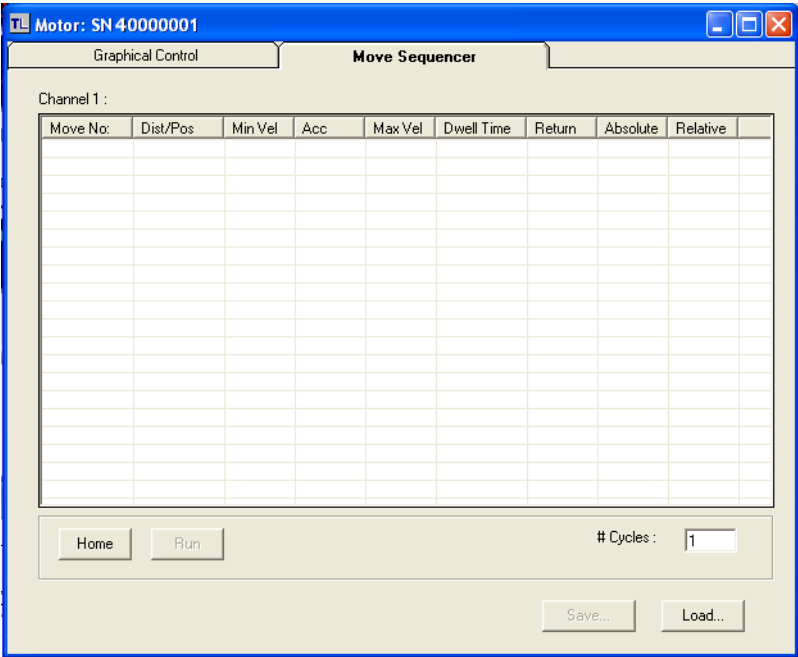 TL Motor: SN 40000001
Graphical Control Move Sequencer
Channel 1 :
Move No: Dist/Pos Min Vel Acc Max Vel Dwell Time Return Absolute Relative
Home Run # Cycles : 1
Save... Load...